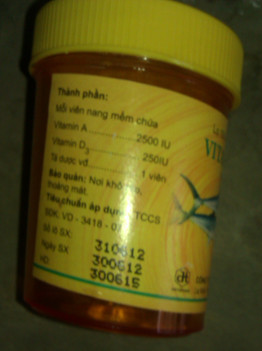 Thành phần:
Mỗi viên nang mềm chứa
Vitamin A................2500 IU
Vitamin D3................250IU
Tá dược vđ................1 viên
Bảo quản: Nơi khô
thoáng mát.
Tiêu chuẩn áp dụng: TCCS
SĐK: VD - 3418 - 07
Số lô SX: 310612
Ngày SX 300612
HD 300615
VIT